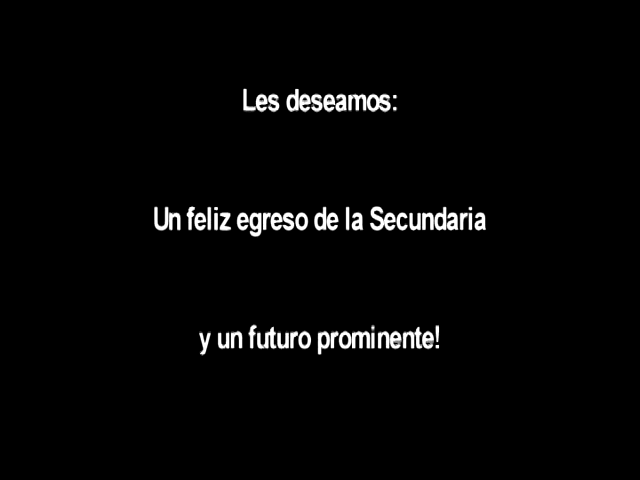 Les deseamos:
Un feliz egreso de la Secundaria
y un futuro prominente!